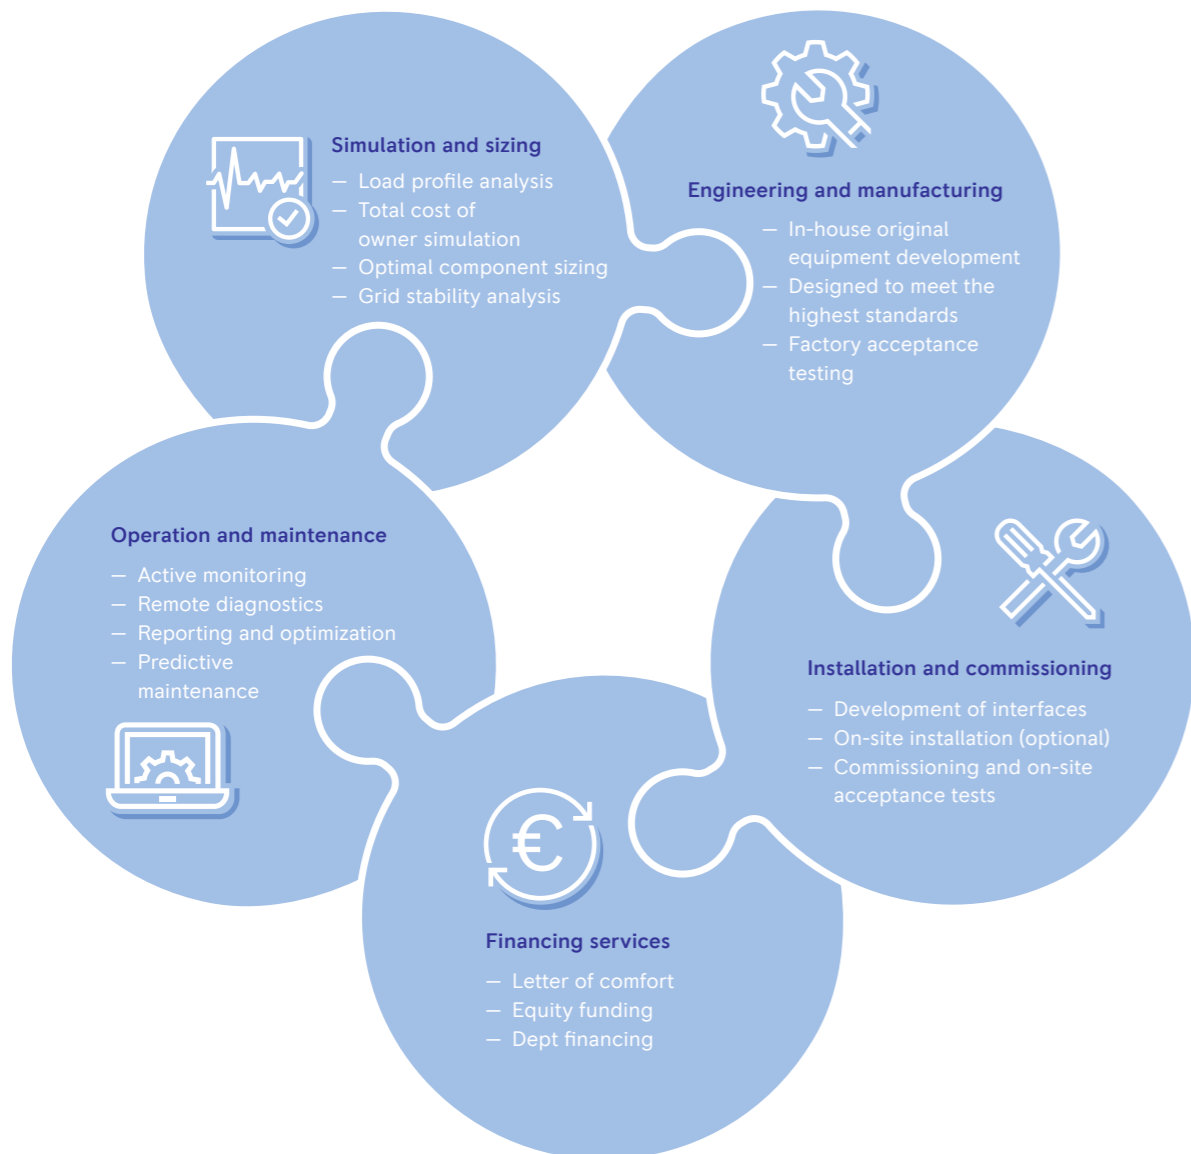 Simulation and sizing
— Load profile analysis
— Total cost of
owner simulation
— Optimal component sizing
— Grid stability analysis
Engineering and manufacturing
— In-house original
equipment development
— Designed to meet the
highest standards
— Factory acceptance
testing
Operation and maintenance
— Active monitoring
— Remote diagnostics
— Reporting and optimization
— Predictive
maintenance
Installation and commissioning
— Development of interfaces
— On-site installation (optional)
— Commissioning and on-site
acceptance tests
€
Financing services
— Letter of comfort
— Equity funding
— Dept financing